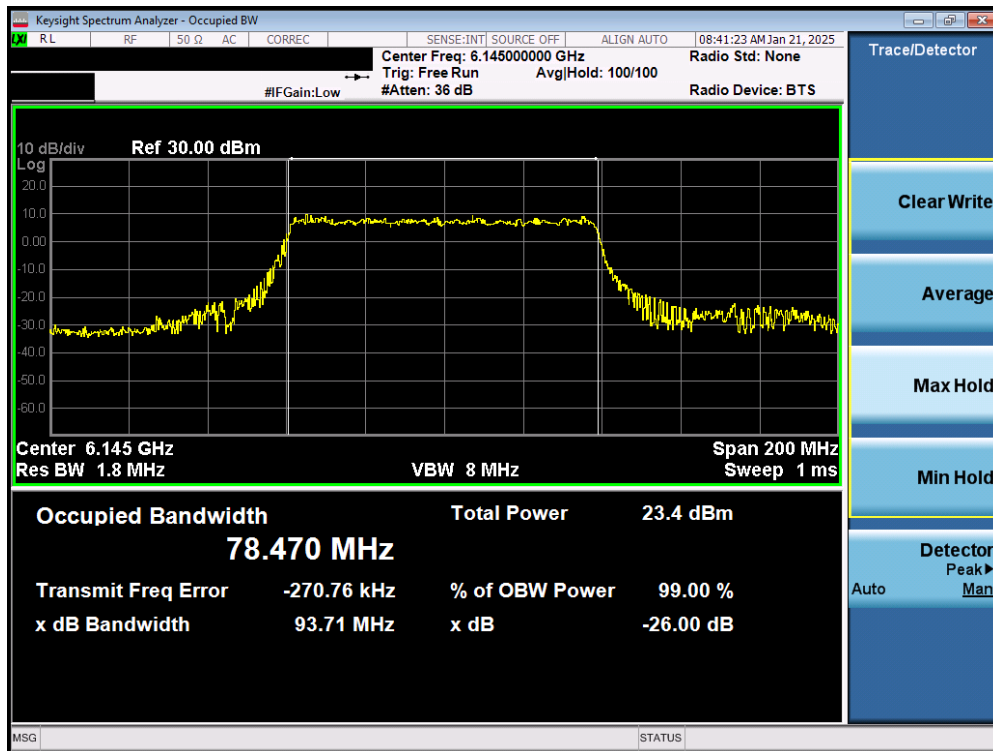 Keysight Spectrum Analyzer - Occupied BW
LXI RL RF 50 Ω AC CORREC SENSE:INT SOURCE OFF ALIGN AUTO 08:41:23 AM Jan 21, 2025
Center Freq: 6.145000000 GHz Radio Std: None
Trig: Free Run Avg|Hold: 100/100
#IFGain:Low #Atten: 36 dB Radio Device: BTS
10 dB/div Ref 30.00 dBm
Log
20.0
10.0
0.00
-10.0
-20.0
-30.0
-40.0
-50.0
-60.0
Center 6.145 GHz Span 200 MHz
Res BW 1.8 MHz VBW 8 MHz Sweep 1 ms
Occupied Bandwidth Total Power 23.4 dBm
78.470 MHz
Transmit Freq Error -270.76 kHz % of OBW Power 99.00 %
x dB Bandwidth 93.71 MHz x dB -26.00 dB
MSG STATUS
Trace/Detector
Clear Write
Average
Max Hold
Min Hold
Detector
Peak▶
Auto Man